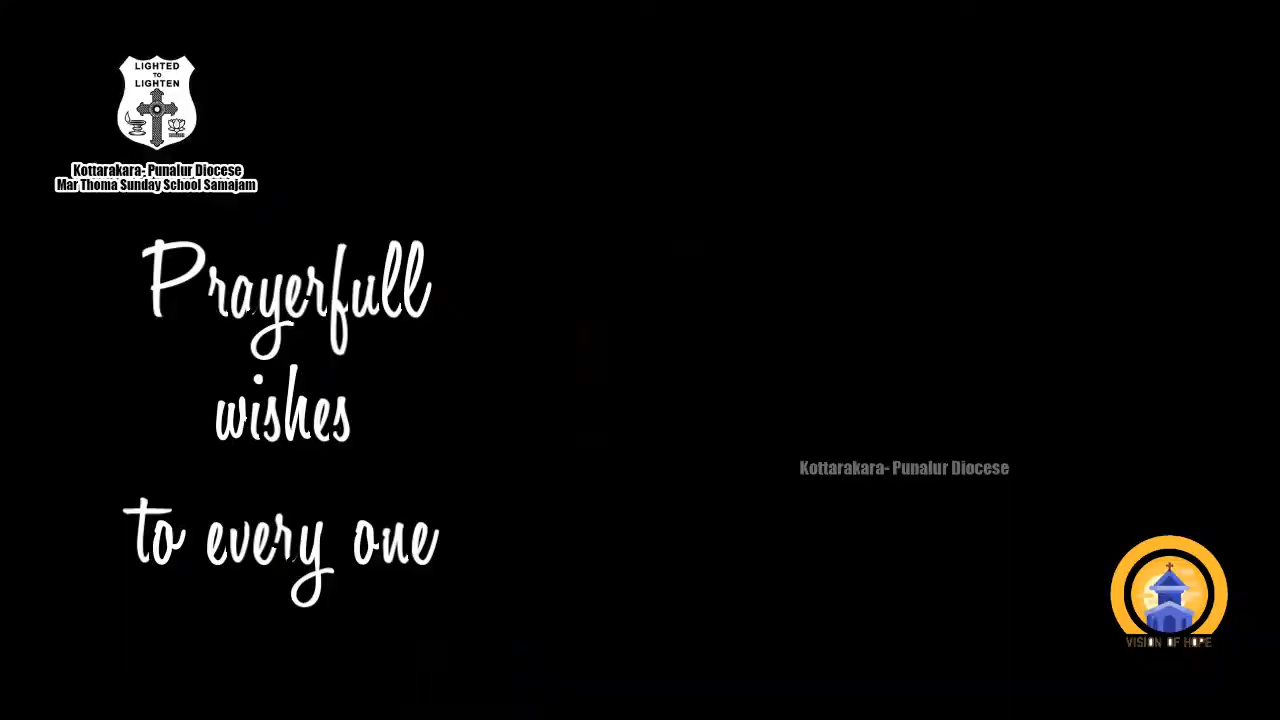 LIGHTED
TO
LIGHTEN
Kottarakara- Punalur Diocese
Mar Thoma Sunday School Samajam
Prayerfull
wishes
to every one
Kottarakara- Punalur Diocese
VISION OF HOPE